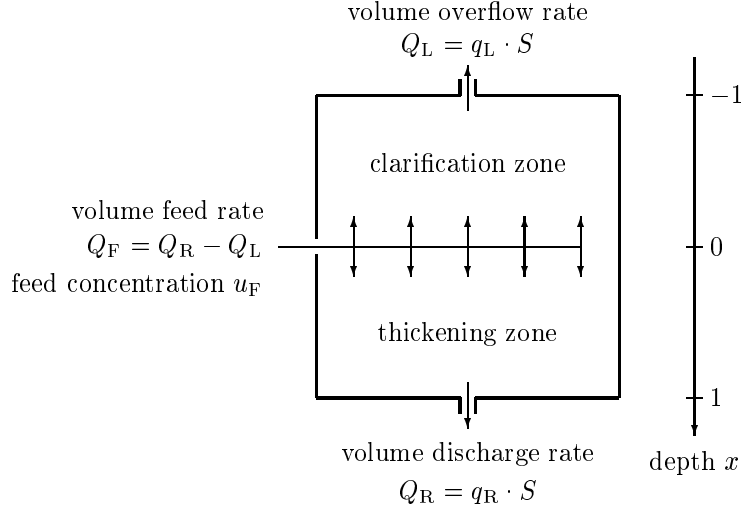 volume overflow rate
Q_L = q_L · S
−1
clarification zone
volume feed rate
Q_F = Q_R − Q_L
0
feed concentration u_F
thickening zone
1
volume discharge rate
depth x
Q_R = q_R · S